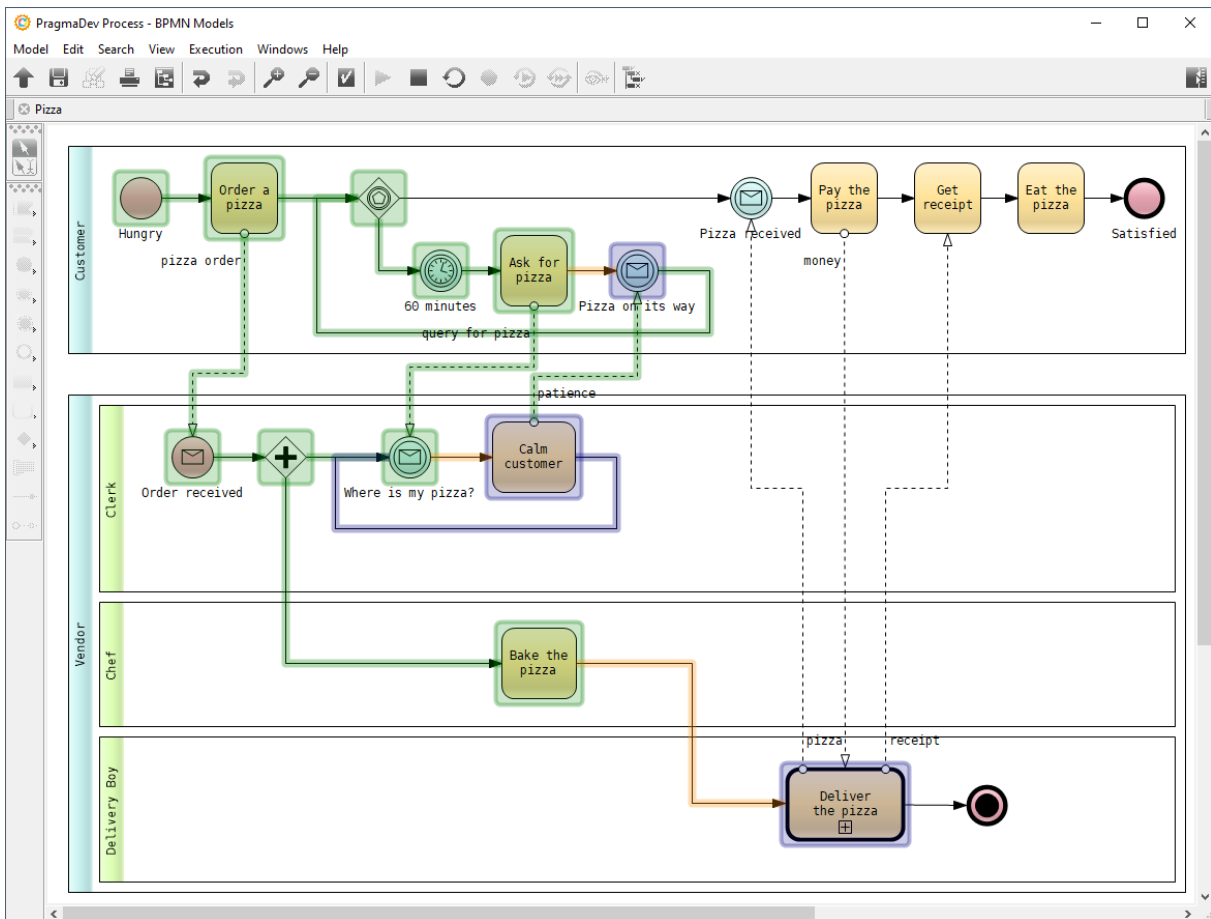 PragmaDev Process - BPMN Models
Model Edit Search View Execution Windows Help
Pizza
Customer
Hungry
Order a
pizza
pizza order
60 minutes
Ask for
pizza
query for pizza
Pizza on its way
Pizza received
Pay the
pizza
money
Get
receipt
Eat the
pizza
Satisfied
patience
Vendor
Clerk
Order received
Where is my pizza?
Calm
customer
Chef
Bake the
pizza
Delivery Boy
pizza
receipt
Deliver
the pizza